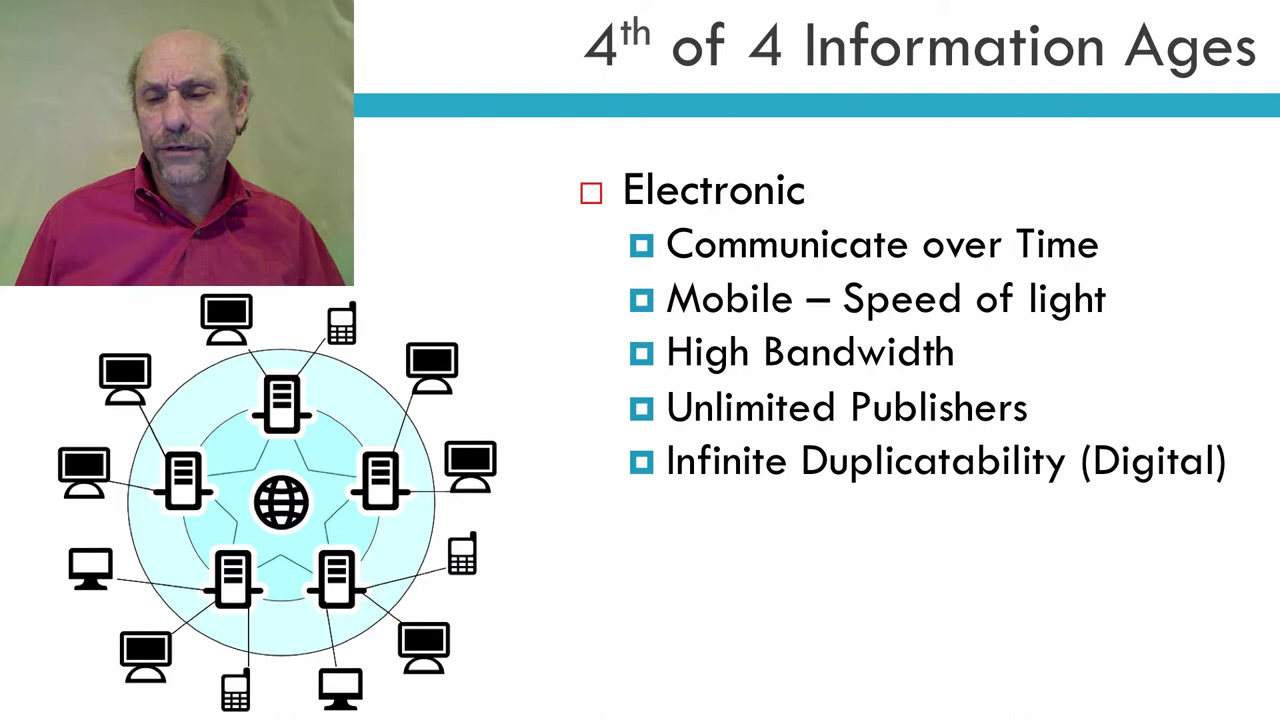 4th of 4 Information Ages
Electronic
Communicate over Time
Mobile – Speed of light
High Bandwidth
Unlimited Publishers
Infinite Duplicatability (Digital)